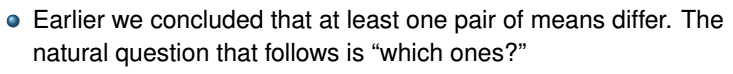 Earlier we concluded that at least one pair of means differ. The
natural question that follows is “which ones?”